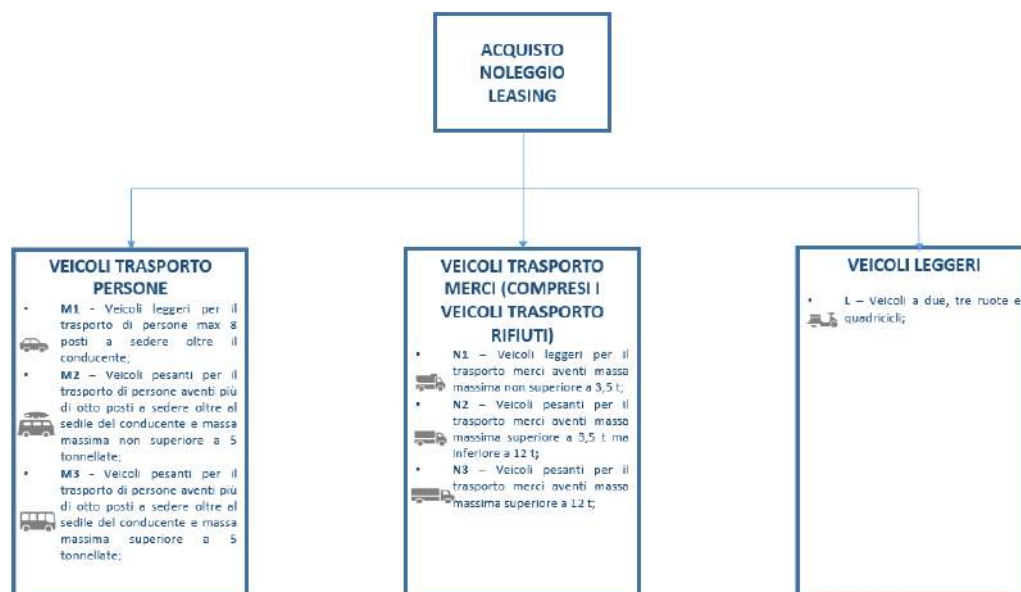 ACQUISTO
NOLEGGIO
LEASING
VEICOLI TRASPORTO
PERSONE
• M1 - Veicoli leggeri per il
trasporto di persone max 8
posti a sedere oltre il
conducente;
• M2 – Veicoli pesanti per il
trasporto di persone aventi più
di otto posti a sedere oltre al
sedile del conducente e massa
massima non superiore a 5
tonnellate;
• M3 – Veicoli pesanti per il
trasporto di persone aventi più
di otto posti a sedere oltre al
sedile del conducente e massa
massima superiore a 5
tonnellate;
VEICOLI TRASPORTO
MERCI (COMPRESI I
VEICOLI TRASPORTO
RIFIUTI)
• N1 – Veicoli leggeri per il
trasporto merci aventi massa
massima non superiore a 3,5 t;
• N2 – Veicoli pesanti per il
trasporto merci aventi massa
massima superiore a 3,5 t ma
inferiore a 12 t;
• N3 – Veicoli pesanti per il
trasporto merci aventi massa
massima superiore a 12 t;
VEICOLI LEGGERI
• L – Veicoli a due, tre ruote e
quadricicli;